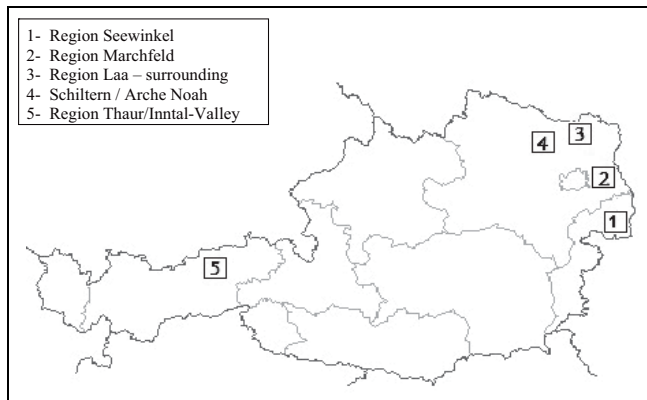 1- Region Seewinkel
2- Region Marchfeld
3- Region Laa – surrounding
4- Schiltern / Arche Noah
5- Region Thaur/Inntal-Valley
3
4
2
1
5